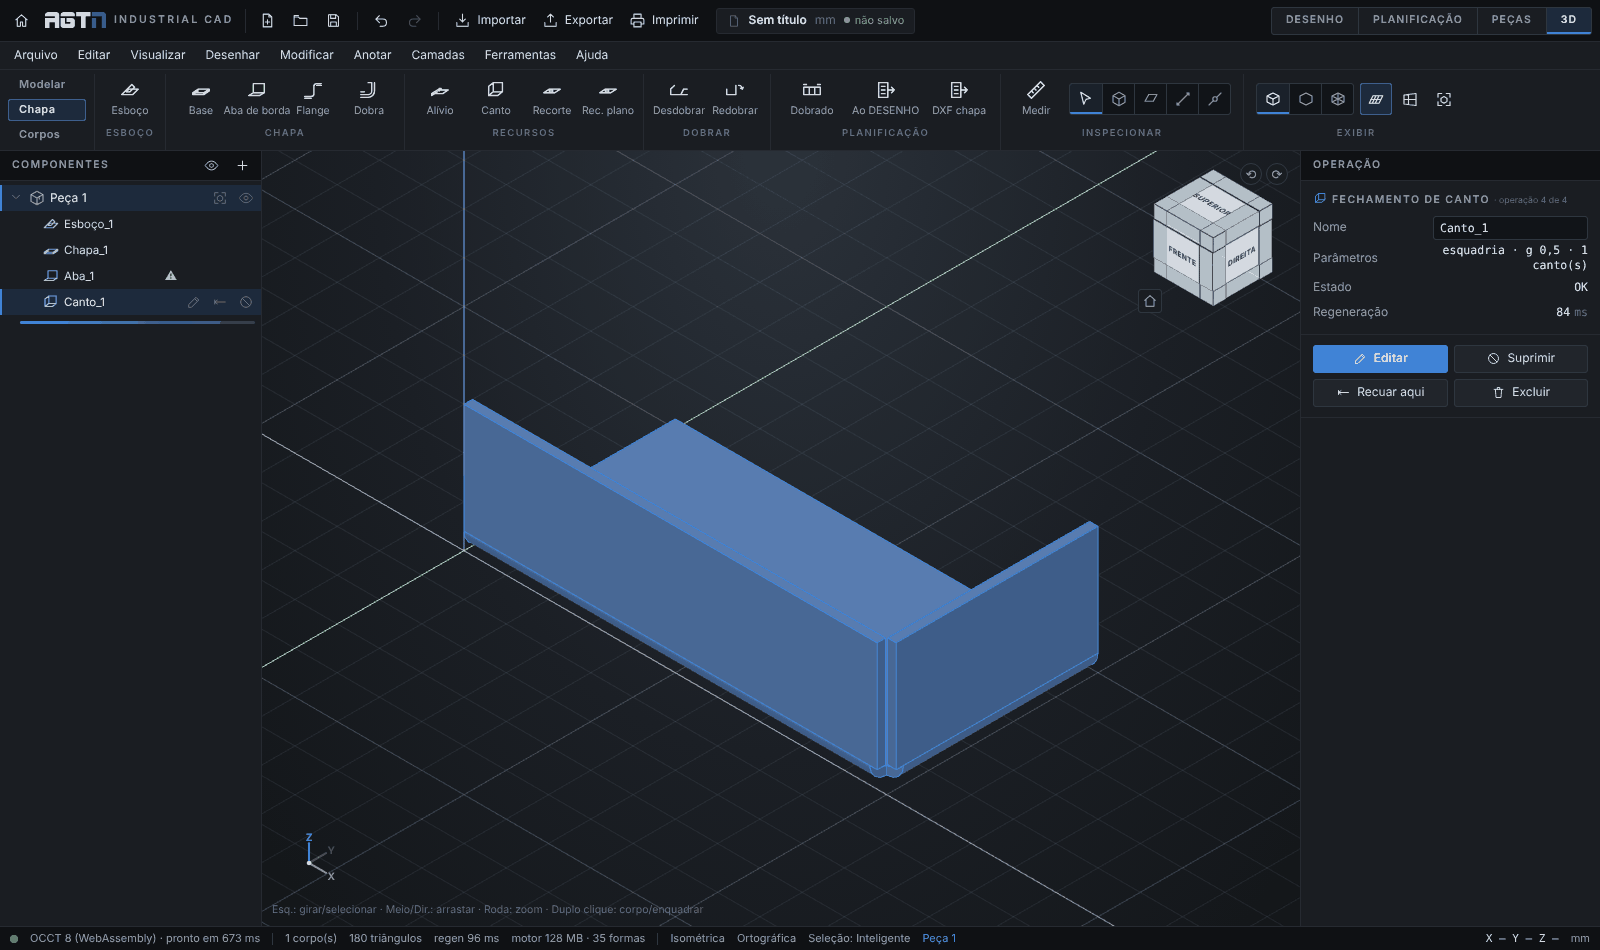 AGTN INDUSTRIAL CAD
Importar
Exportar
Imprimir
Sem título mm não salvo
DESENHO
PLANIFICAÇÃO
PEÇAS
3D
Arquivo
Editar
Visualizar
Desenhar
Modificar
Anotar
Camadas
Ferramentas
Ajuda
Modelar
Chapa
Corpos
Esboço
ESBOÇO
Base
Aba de borda
Flange
Dobra
CHAPA
Alívio
Canto
Recorte
Rec. plano
RECURSOS
Desdobrar
Redobrar
DOBRAR
Dobrado
Ao DESENHO
DXF chapa
PLANIFICAÇÃO
Medir
INSPECIONAR
EXIBIR
COMPONENTES
Peça 1
Esboço_1
Chapa_1
Aba_1
Canto_1
SUPERIOR
FRENTE
DIREITA
Z
Y
X
Esq.: girar/selecionar · Meio/Dir.: arrastar · Roda: zoom · Duplo clique: corpo/enquadrar
OPERAÇÃO
FECHAMENTO DE CANTO · operação 4 de 4
Nome Canto_1
Parâmetros esquadria · g 0,5 · 1
canto(s)
Estado OK
Regeneração 84 ms
Editar
Suprimir
Recuar aqui
Excluir
OCCT 8 (WebAssembly) · pronto em 673 ms
1 corpo(s)
180 triângulos
regen 96 ms
motor 128 MB · 35 formas
Isométrica
Ortográfica
Seleção: Inteligente
Peça 1
X — Y — Z — mm